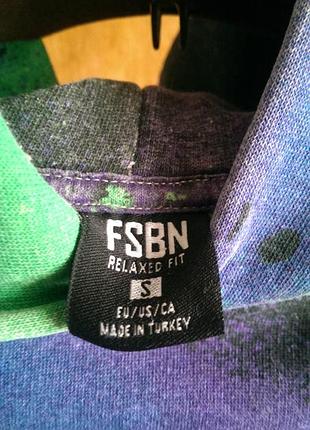 FSBN
RELAXED FIT
S
EU/US/CA
MADE IN TURKEY